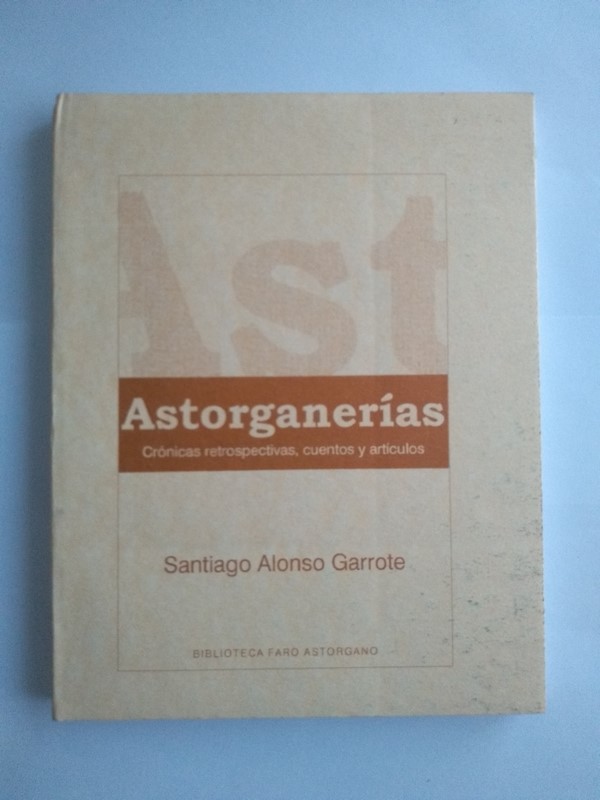 Ast
Astorganerías
Crónicas retrospectivas, cuentos y artículos
Santiago Alonso Garrote
BIBLIOTECA FARO ASTORGANO